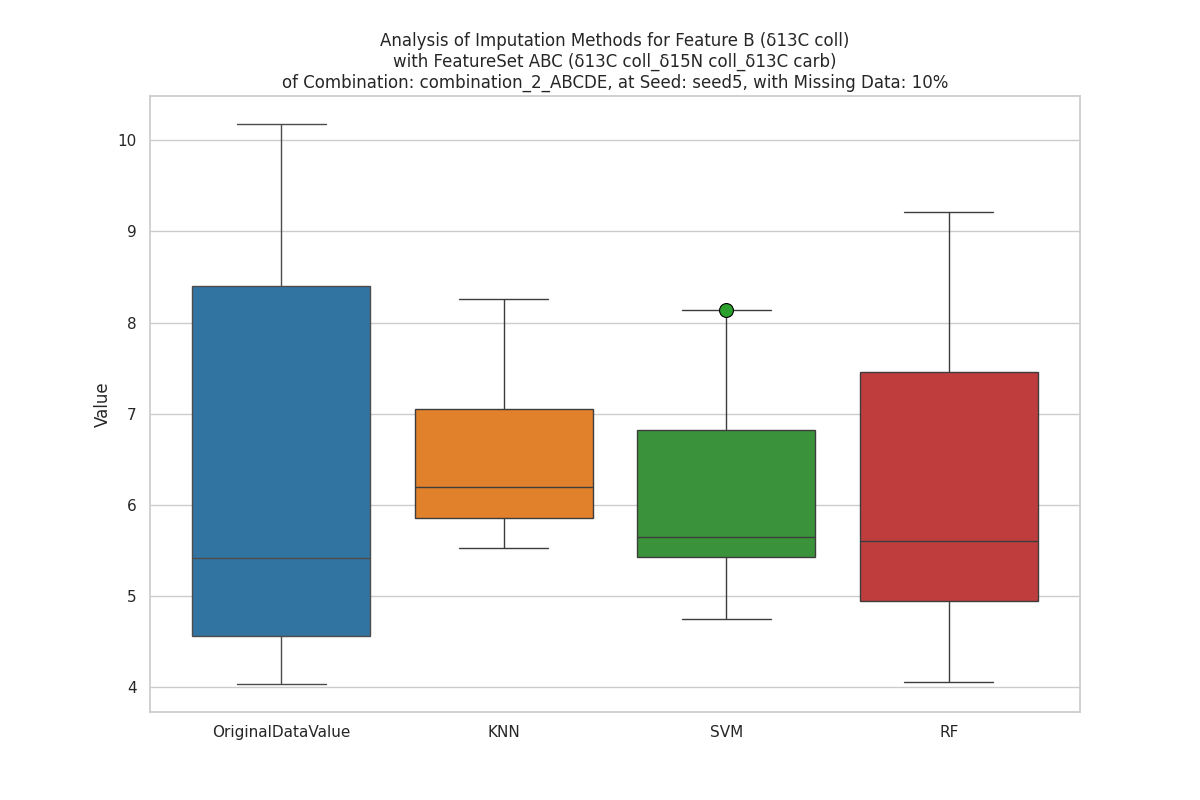 Analysis of Imputation Methods for Feature B (δ13C coll)
with FeatureSet ABC (δ13C coll_δ15N coll_δ13C carb)
of Combination: combination_2_ABCDE, at Seed: seed5, with Missing Data: 10%
10
9
8
7
6
5
4
Value
OriginalDataValue
KNN
SVM
RF